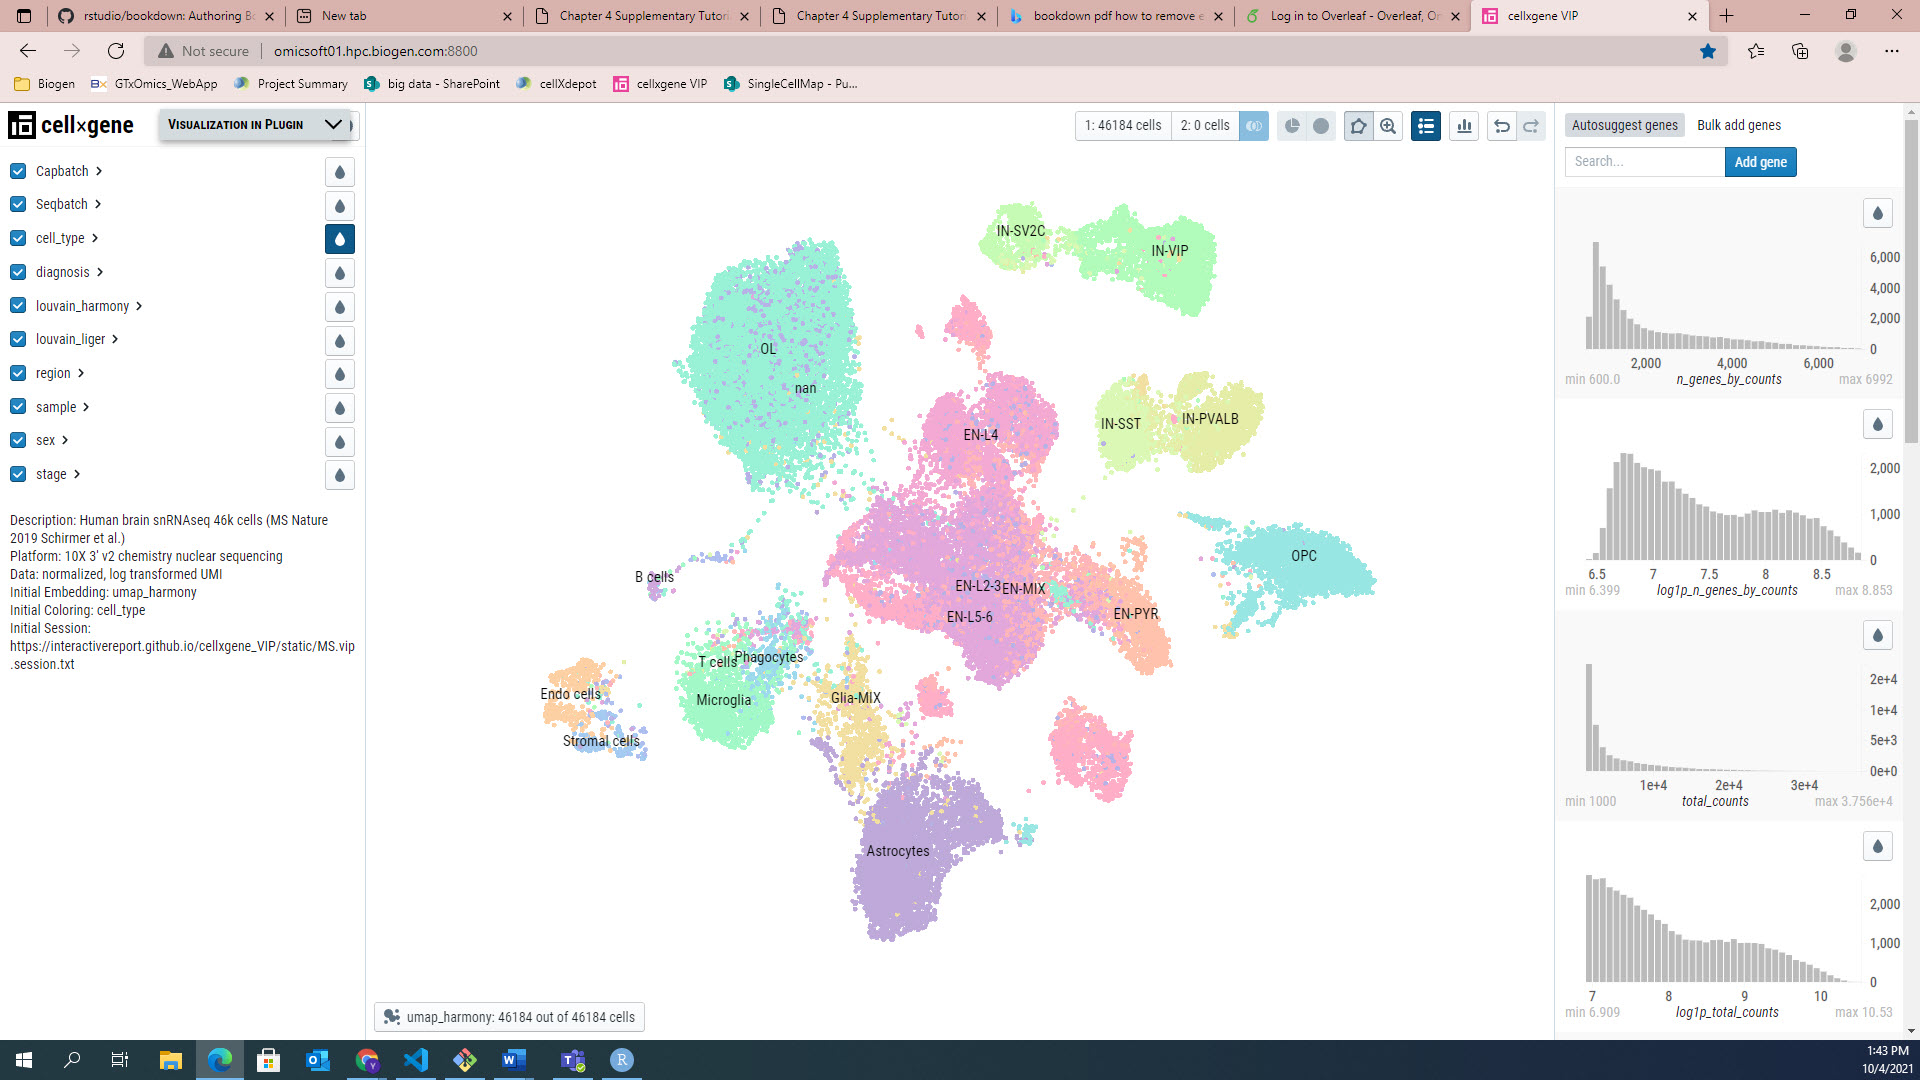 rstudio/bookdown: Authoring Bo
New tab
Chapter 4 Supplementary Tutori
Chapter 4 Supplementary Tutori
bookdown pdf how to remove e
Log in to Overleaf - Overleaf, On
cellxgene VIP
Not secure
omicsoft01.hpc.biogen.com:8800
Biogen
GTxOmics_WebApp
Project Summary
big data - SharePoint
cellXdepot
cellxgene VIP
SingleCellMap - Pu...
cell×gene
VISUALIZATION IN PLUGIN
1: 46184 cells
2: 0 cells
Autosuggest genes
Bulk add genes
Search...
Add gene
Capbatch
Seqbatch
cell_type
diagnosis
louvain_harmony
louvain_liger
region
sample
sex
stage
Description: Human brain snRNAseq 46k cells (MS Nature
2019 Schirmer et al.)
Platform: 10X 3' v2 chemistry nuclear sequencing
Data: normalized, log transformed UMI
Initial Embedding: umap_harmony
Initial Coloring: cell_type
Initial Session:
https://interactivereport.github.io/cellxgene_VIP/static/MS.vip
.session.txt
IN-SV2C
IN-VIP
OL
nan
EN-L4
IN-SST
IN-PVALB
OPC
B cells
EN-L2-3
EN-MIX
EN-L5-6
EN-PYR
T cells
Phagocytes
Microglia
Endo cells
Glia-MIX
Stromal cells
Astrocytes
umap_harmony: 46184 out of 46184 cells
6,000
4,000
2,000
0
2,000
4,000
6,000
min 600.0
n_genes_by_counts
max 6992
2,000
1,000
0
6.5
7
7.5
8
8.5
min 6.399
log1p_n_genes_by_counts
max 8.853
2e+4
1e+4
5e+3
0e+0
1e+4
2e+4
3e+4
min 1000
total_counts
max 3.756e+4
2,000
1,000
0
7
8
9
10
min 6.909
log1p_total_counts
max 10.53
1:43 PM
10/4/2021